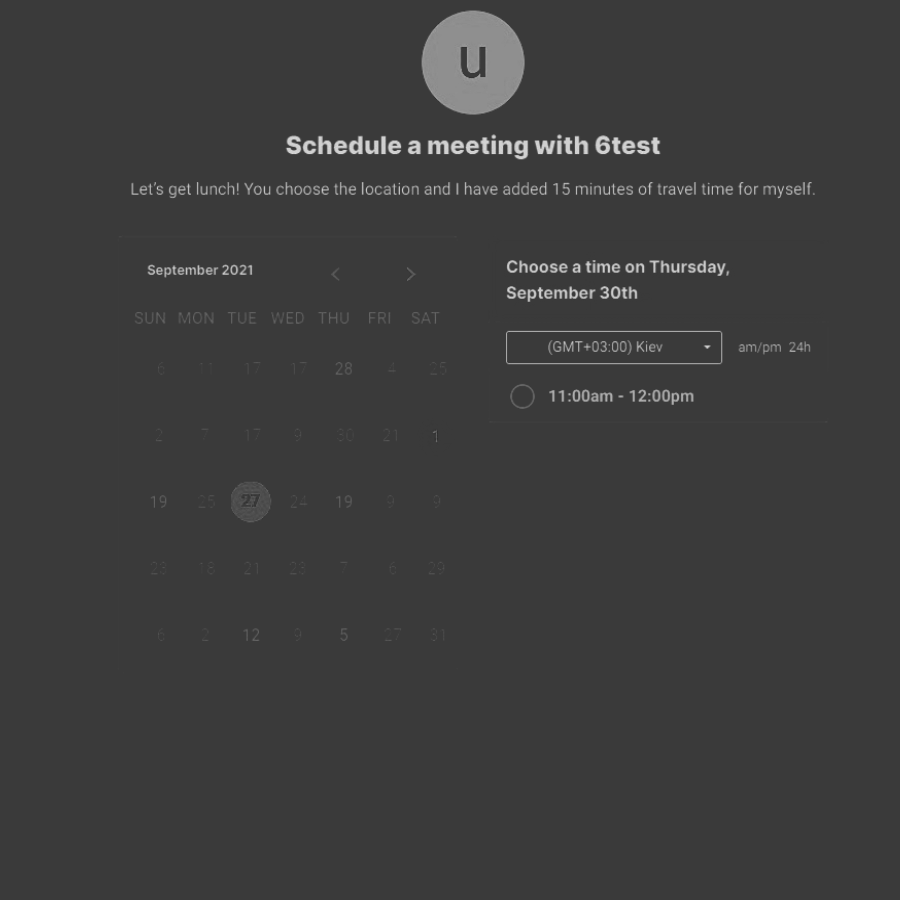 u
Schedule a meeting with 6test
Let's get lunch! You choose the location and I have added 15 minutes of travel time for myself.
September 2021
SUN MON TUE WED THU FRI SAT
6 11 17 17 28 4 25
2 7 17 9 30 21 1
19 25 27 24 19 9 9
23 18 21 23 7 6 29
6 2 12 9 5 27 31
Choose a time on Thursday,
September 30th
(GMT+03:00) Kiev am/pm 24h
11:00am - 12:00pm